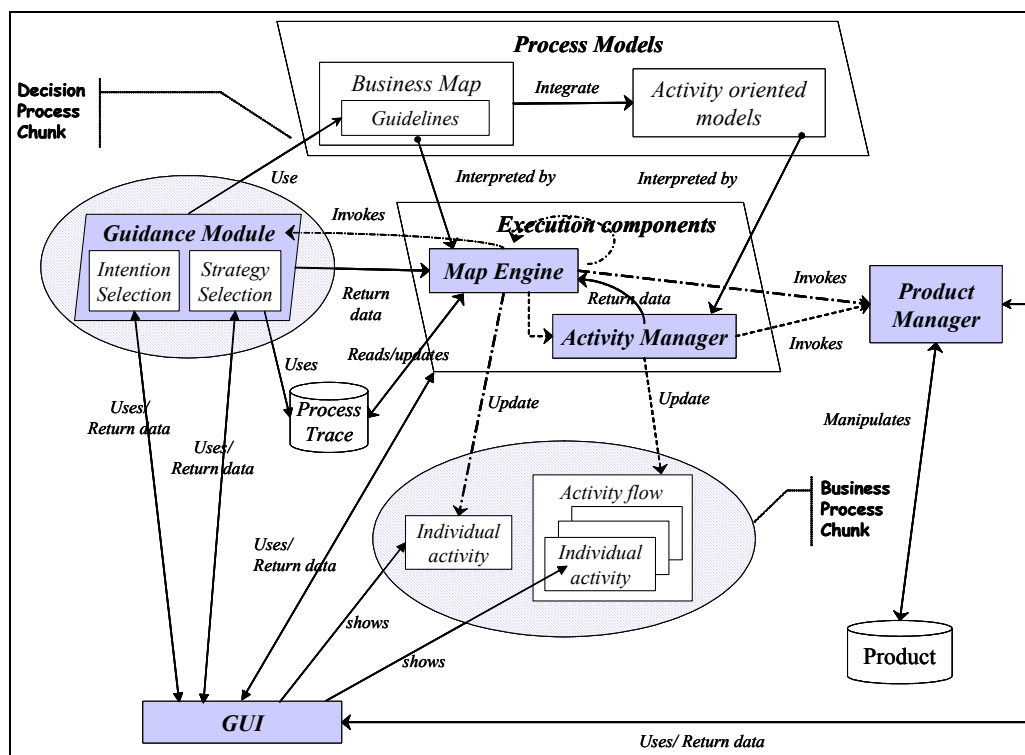 Process Models
Decision
Process
Chunk
Business Map
Guidelines
Integrate
Activity oriented
models
Use
Interpreted by
Interpreted by
Invokes
Execution components
Guidance Module
Intention
Selection
Strategy
Selection
Map Engine
Return
data
Return data
Invokes
Product
Manager
Activity Manager
Invokes
Reads/updates
Uses
Process
Trace
Update
Update
Manipulates
Uses/
Return data
Uses/
Return data
Activity flow
Individual
activity
Individual
activity
Business
Process
Chunk
Uses/
Return data
shows
shows
Product
GUI
Uses/ Return data